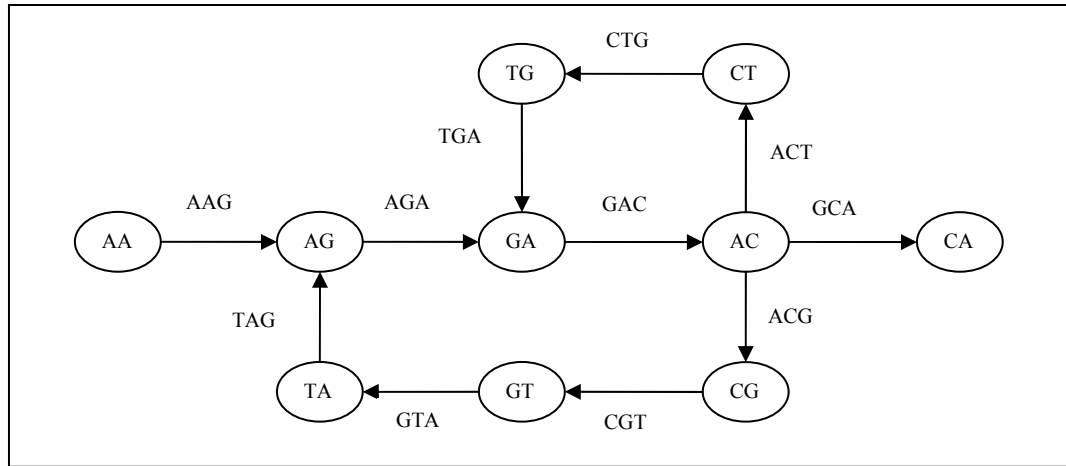 CTG
TG CT
TGA ACT
AAG AGA GAC GCA
AA AG GA AC CA
TAG ACG
TA GT CG
GTA CGT